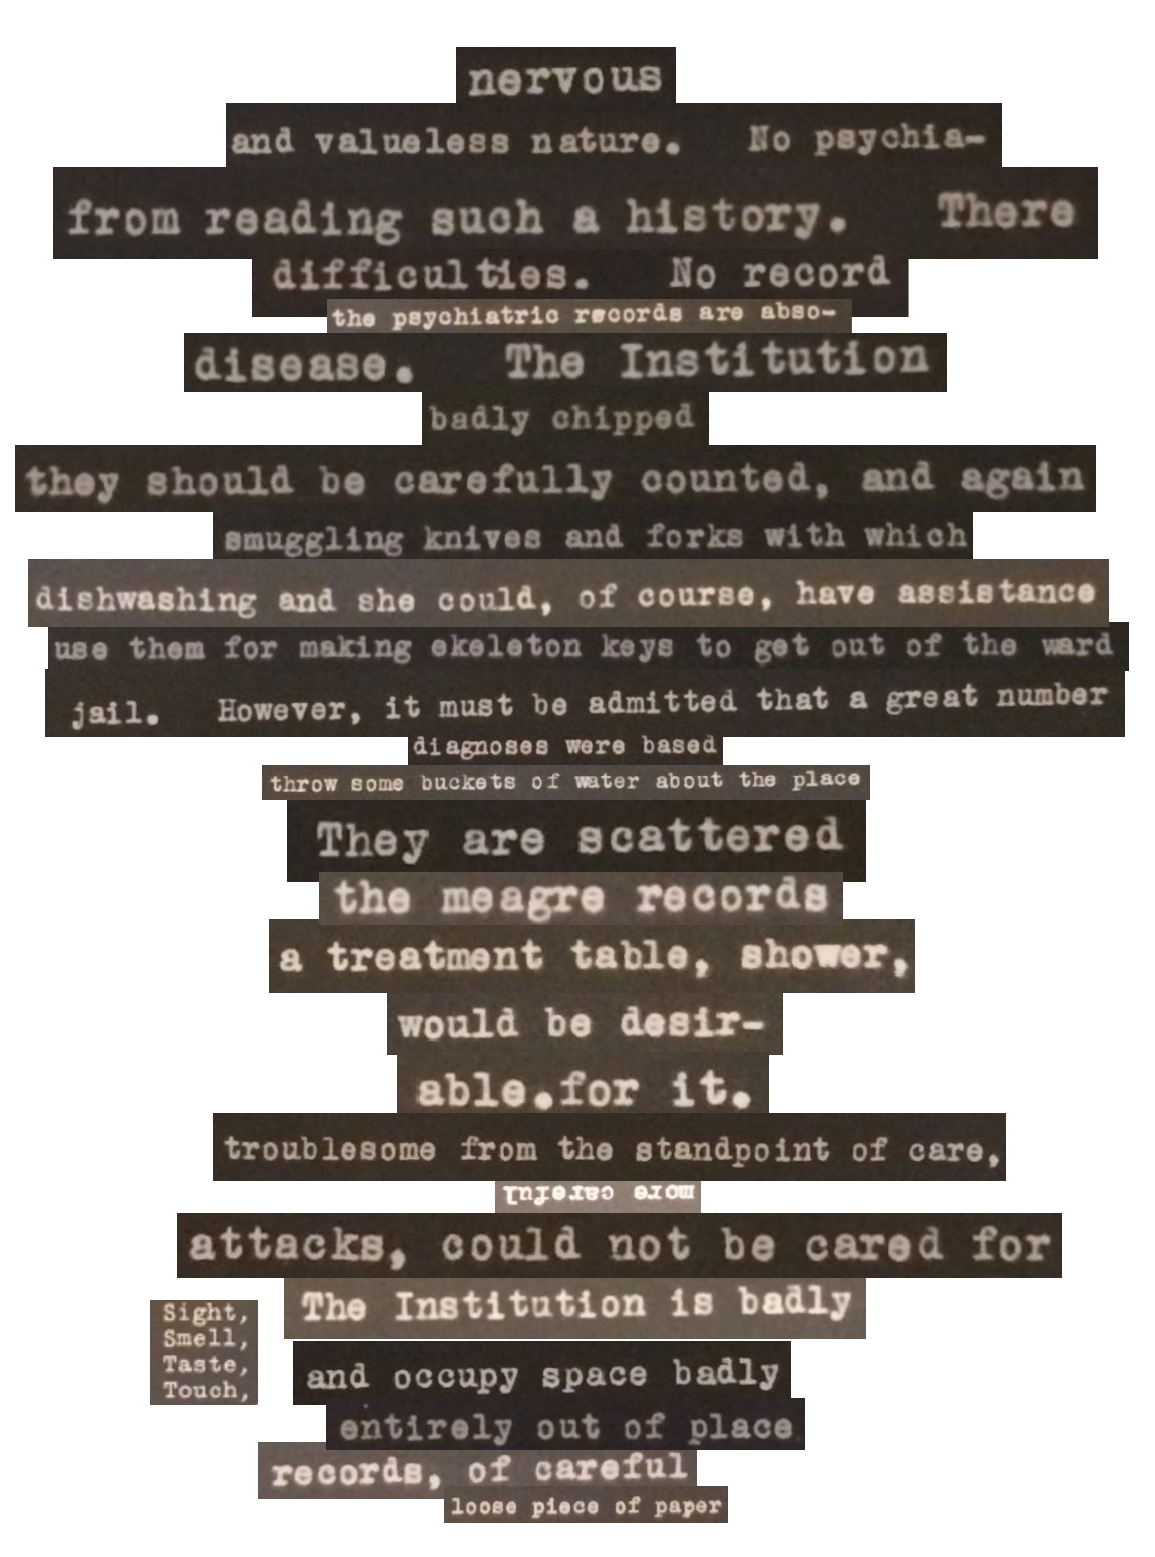 nervous
and valueless nature. No psychia-
from reading such a history. There
difficulties. No record
the psychiatric records are abso-
disease. The Institution
badly chipped
they should be carefully counted, and again
smuggling knives and forks with which
dishwashing and she could, of course, have assistance
use them for making skeleton keys to get out of the ward
jail. However, it must be admitted that a great number
diagnoses were based
throw some buckets of water about the place
They are scattered
the meagre records
a treatment table, shower,
would be desir-
able.for it.
troublesome from the standpoint of care,
more careful
attacks, could not be cared for
The Institution is badly
Sight,
Smell,
Taste,
Touch,
and occupy space badly
entirely out of place
records, of careful
loose piece of paper